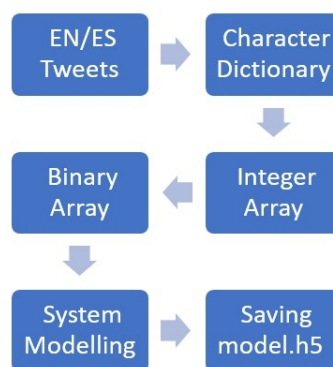 EN/ES
Tweets
Character
Dictionary
Integer
Array
Binary
Array
System
Modelling
Saving
model.h5